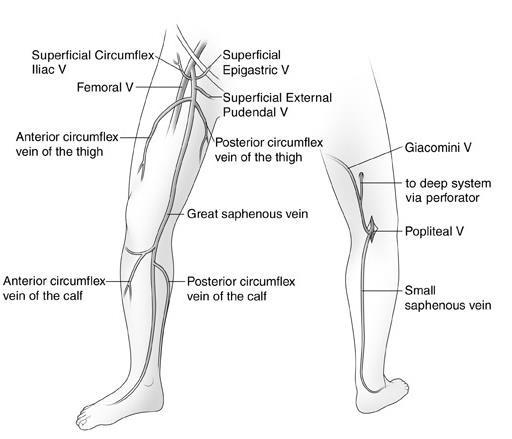 Superficial Circumflex
Iliac V
Superficial
Epigastric V
Femoral V
Superficial External
Pudendal V
Anterior circumflex
vein of the thigh
Posterior circumflex
vein of the thigh
Great saphenous vein
Anterior circumflex
vein of the calf
Posterior circumflex
vein of the calf
Giacomini V
to deep system
via perforator
Popliteal V
Small
saphenous vein